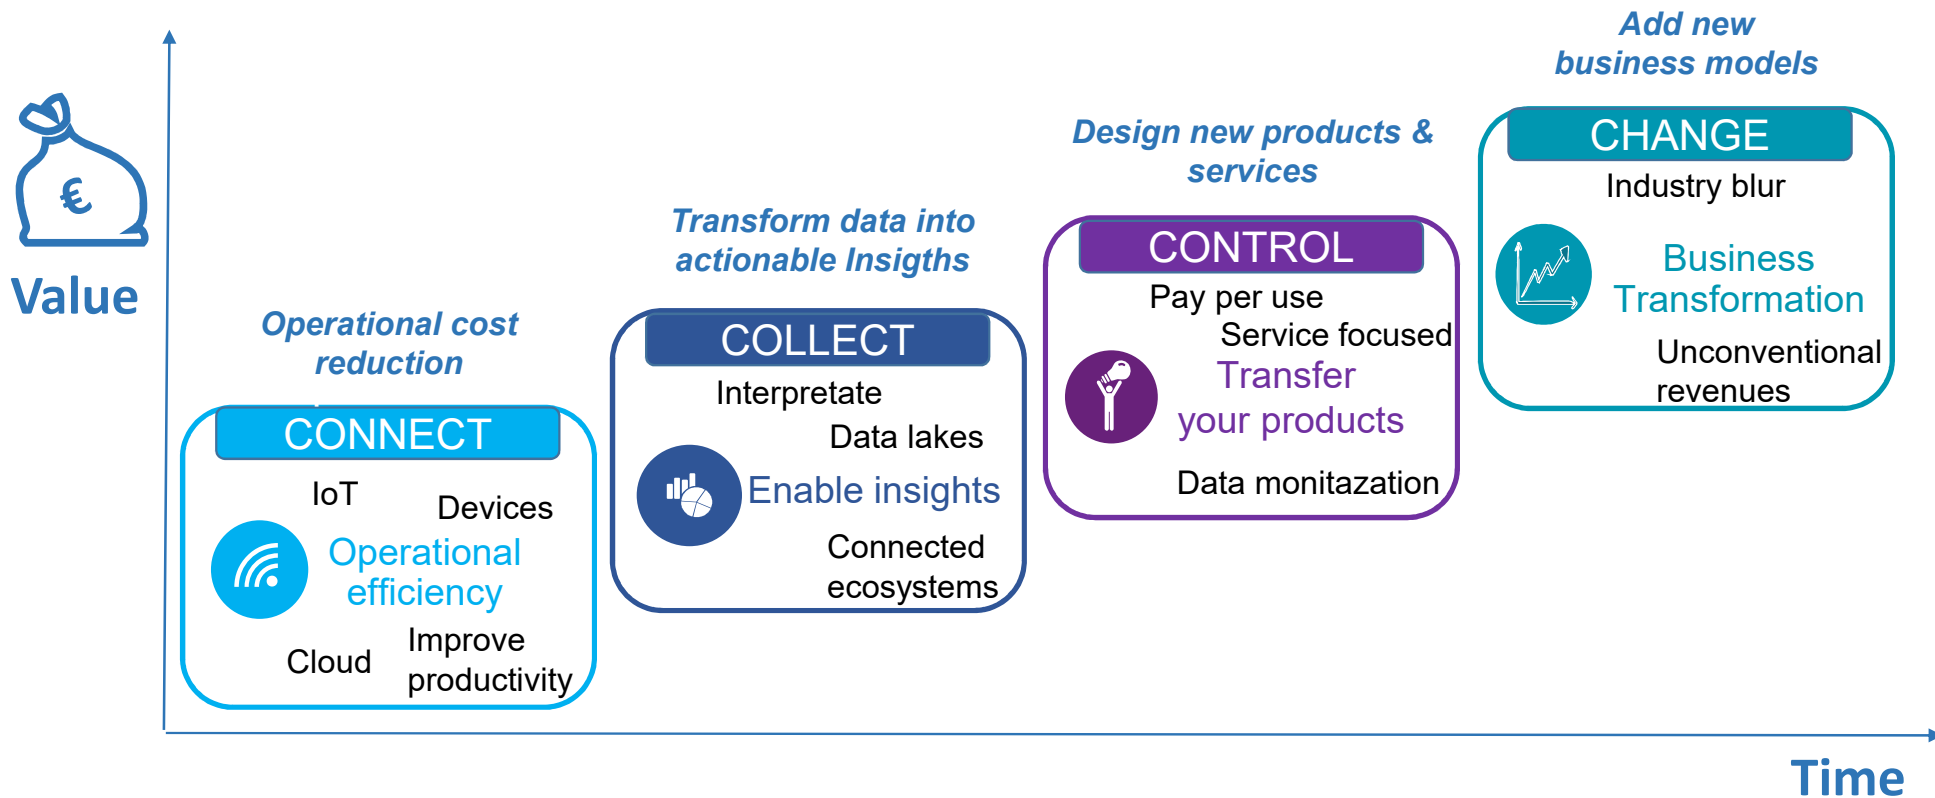 €
Value
Operational cost
reduction
CONNECT
IoT
Devices
Operational
efficiency
Cloud
Improve
productivity
Transform data into
actionable Insigths
COLLECT
Interpretate
Data lakes
Enable insights
Connected
ecosystems
Design new products &
services
CONTROL
Pay per use
Service focused
Transfer
your products
Data monitazation
Add new
business models
CHANGE
Industry blur
Business
Transformation
Unconventional
revenues
Time